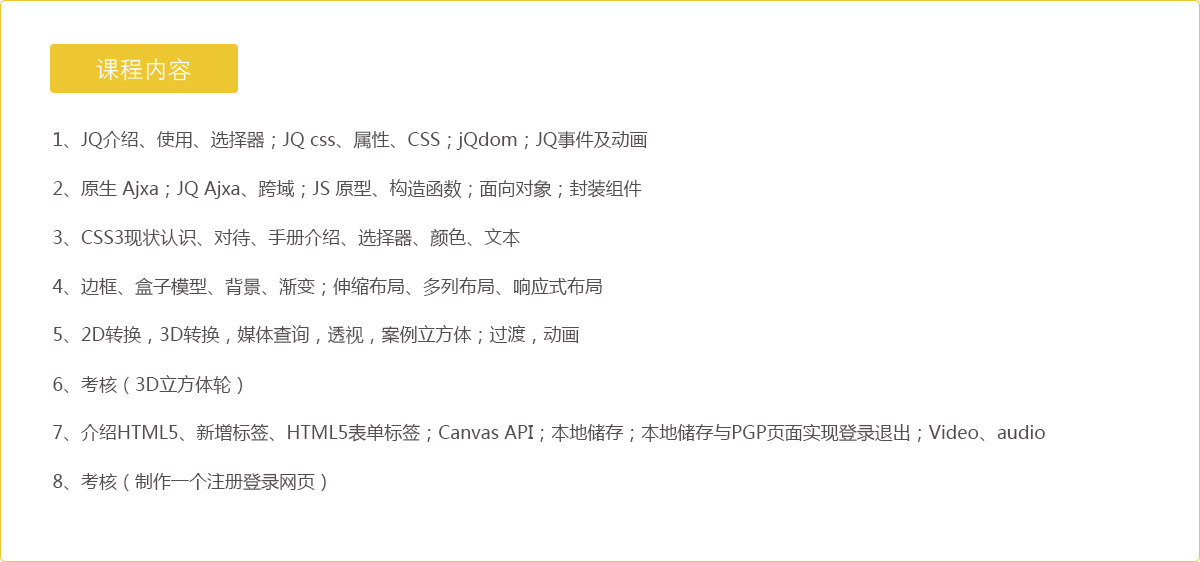 课程内容
1、JQ介绍、使用、选择器；JQ css、属性、CSS；jQdom；JQ事件及动画
2、原生 Ajxa；JQ Ajxa、跨域；JS 原型、构造函数；面向对象；封装组件
3、CSS3现状认识、对待、手册介绍、选择器、颜色、文本
4、边框、盒子模型、背景、渐变；伸缩布局、多列布局、响应式布局
5、2D转换，3D转换，媒体查询，透视，案例立方体；过渡，动画
6、考核（3D立方体轮）
7、介绍HTML5、新增标签、HTML5表单标签；Canvas API；本地储存；本地储存与PGP页面实现登录退出；Video、audio
8、考核（制作一个注册登录网页）